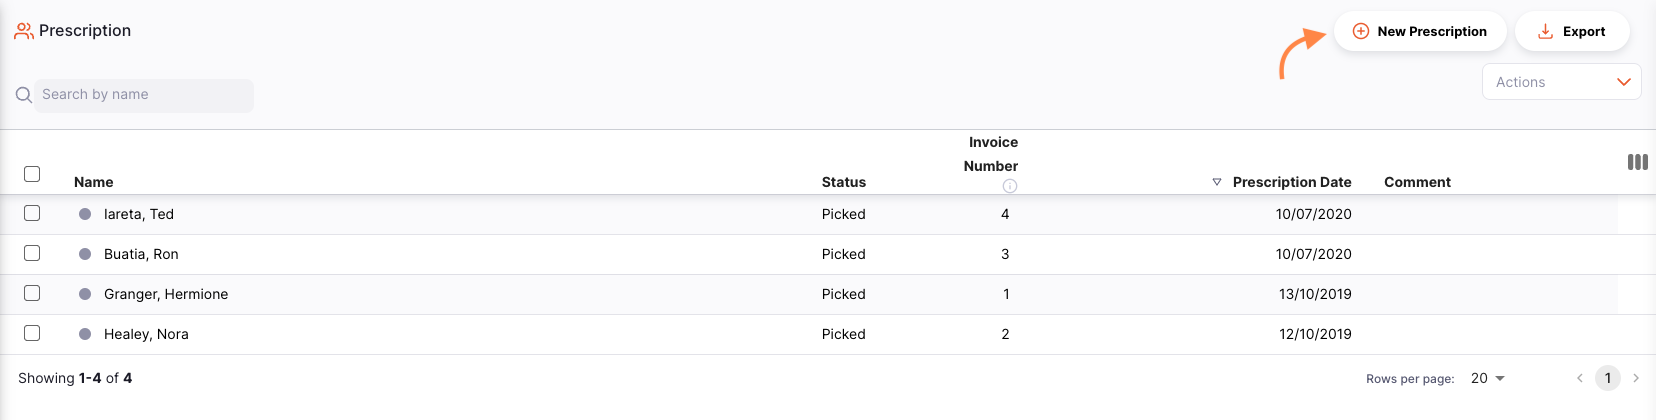 Prescription
New Prescription
Export
Search by name
Actions
Name
Status
Invoice
Number
Prescription Date
Comment
Iareta, Ted Picked 4 10/07/2020
Buatia, Ron Picked 3 10/07/2020
Granger, Hermione Picked 1 13/10/2019
Healey, Nora Picked 2 12/10/2019
Showing 1-4 of 4
Rows per page: 20
1